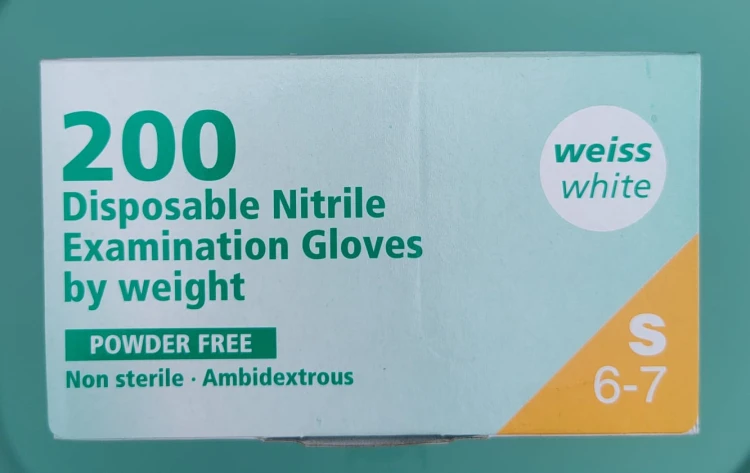 200
Disposable Nitrile
Examination Gloves
by weight
POWDER FREE
Non sterile · Ambidextrous
weiss
white
S
6-7